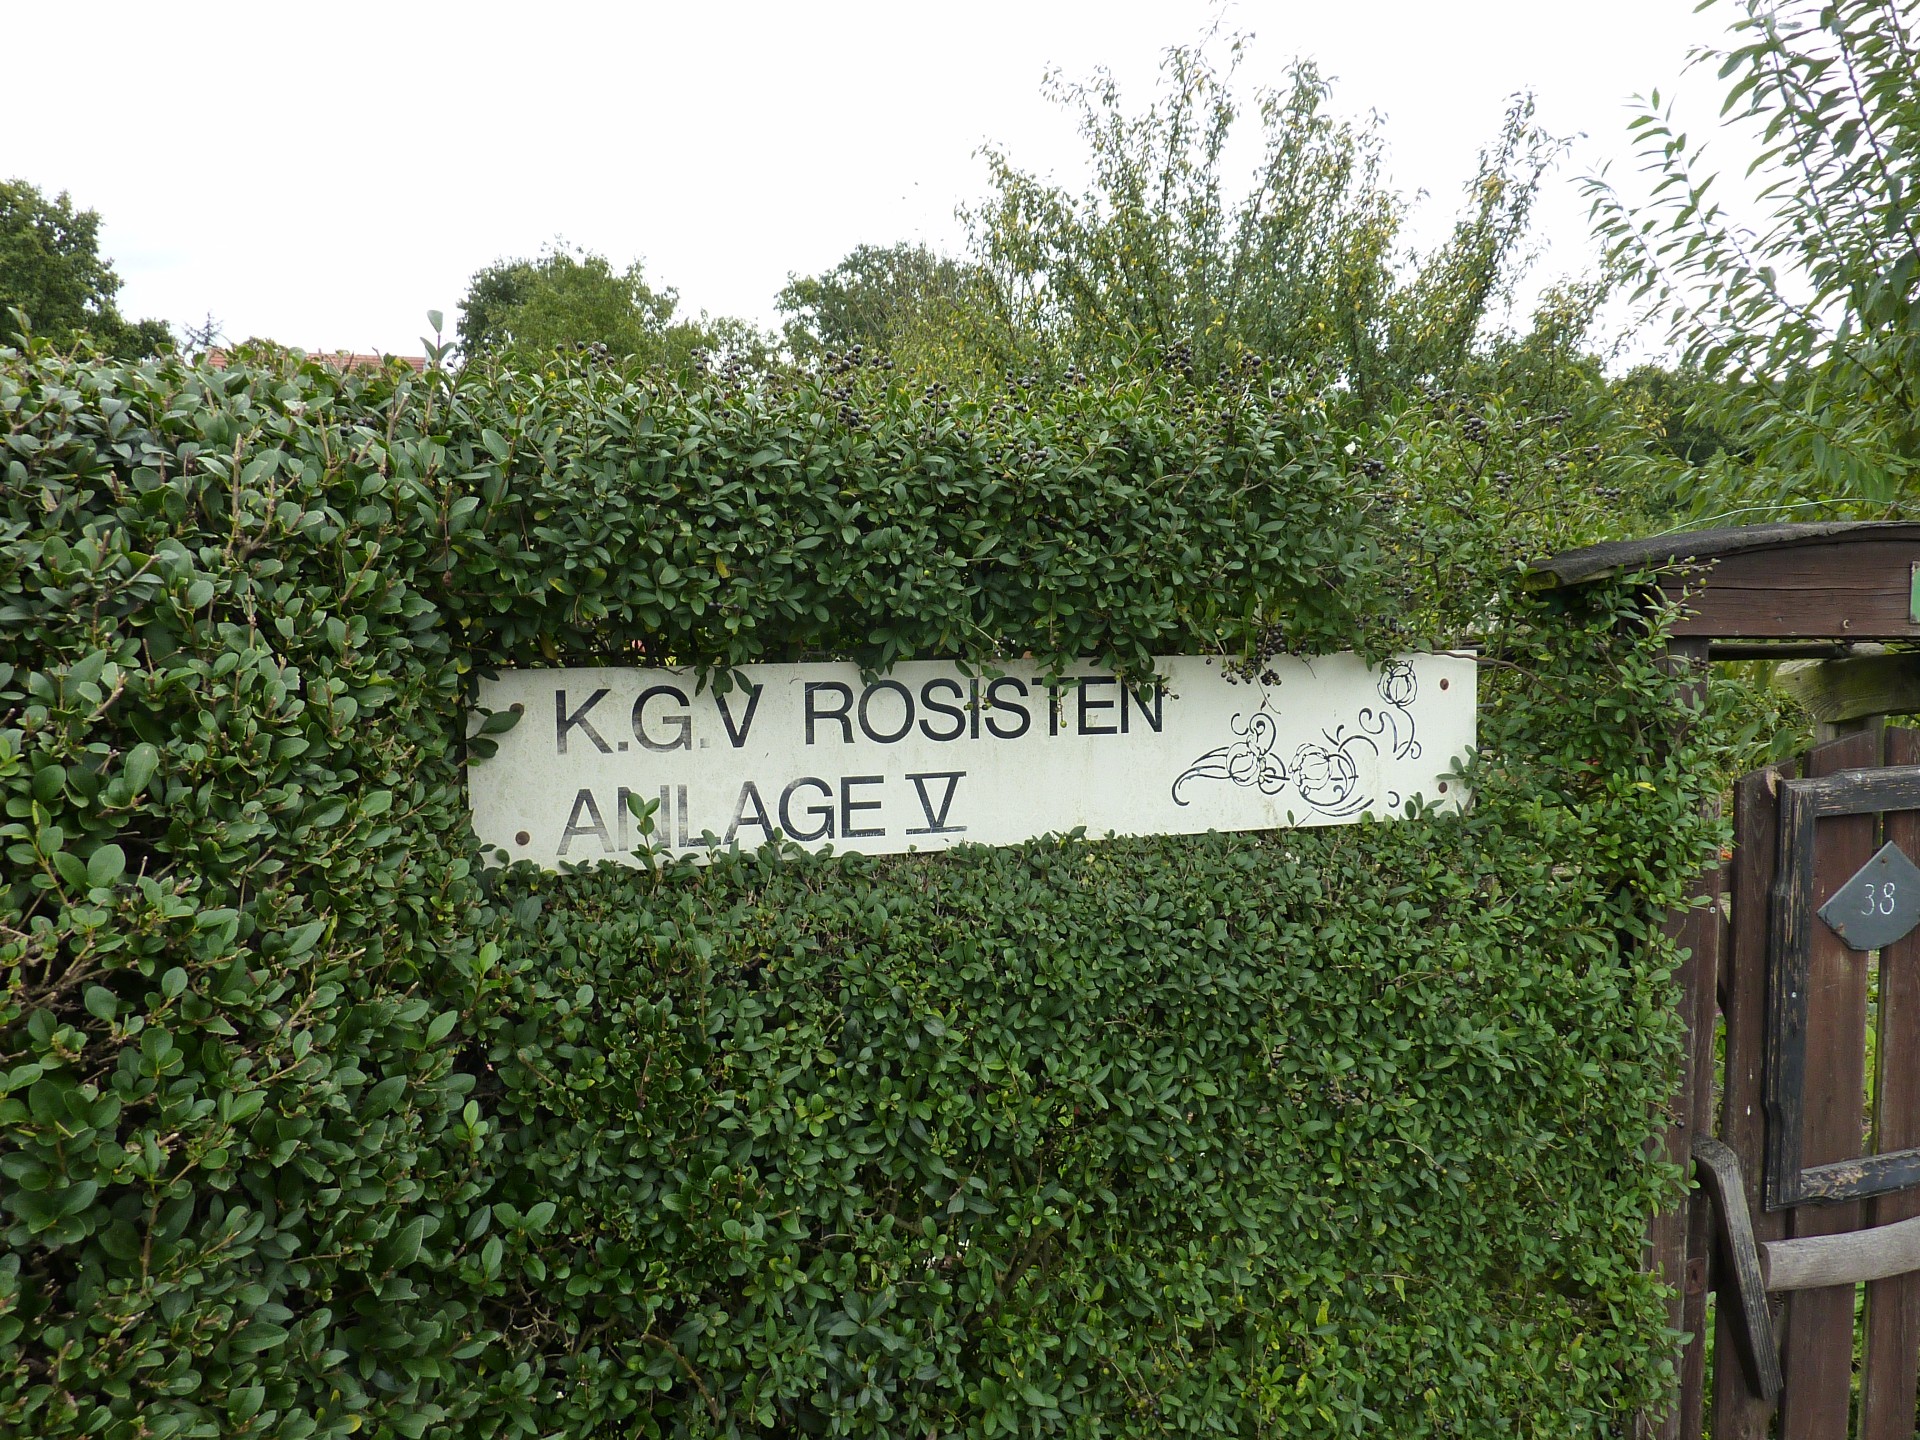 K.G.V ROSISTEN
ANLAGE V
38